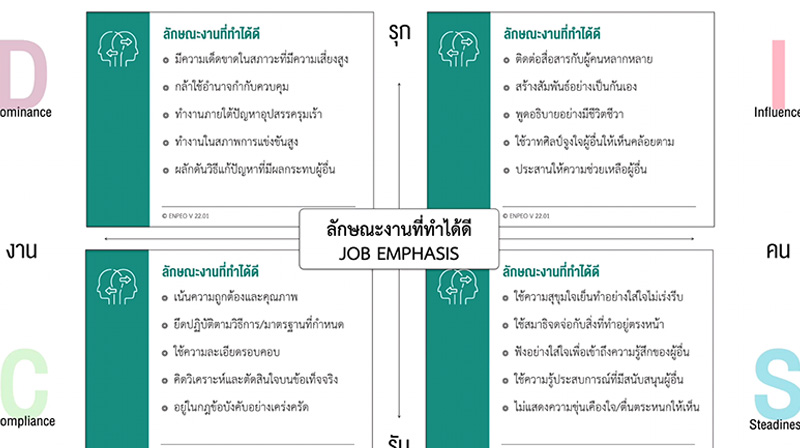 ลักษณะงานที่ทำได้ดี
มีความเด็ดขาดในสภาวะที่มีความเสี่ยงสูง
กล้าใช้อำนาจกำกับควบคุม
ทำงานภายใต้ปัญหาอุปสรรครุมเร้า
ทำงานในสภาพการแข่งขันสูง
ผลักดันวิธีแก้ปัญหาที่มีผลกระทบผู้อื่น
© ENPEO V 22.01
รุก
ลักษณะงานที่ทำได้ดี
ติดต่อสื่อสารกับผู้คนหลากหลาย
สร้างสัมพันธ์อย่างเป็นกันเอง
พูดอธิบายอย่างมีชีวิตชีวา
ใช้วาทศิลป์จูงใจผู้อื่นให้เห็นคล้อยตาม
ประสานให้ความช่วยเหลือผู้อื่น
© ENPEO V 22.01
D
ominance
I
Influence
งาน
ลักษณะงานที่ทำได้ดี
JOB EMPHASIS
คน
ลักษณะงานที่ทำได้ดี
เน้นความถูกต้องและคุณภาพ
ยึดปฏิบัติตามวิธีการ/มาตรฐานที่กำหนด
ใช้ความละเอียดรอบคอบ
คิดวิเคราะห์และตัดสินใจบนข้อเท็จจริง
อยู่ในกฎข้อบังคับอย่างเคร่งครัด
ลักษณะงานที่ทำได้ดี
ใช้ความสุขุมใจเย็นทำอย่างใส่ใจไม่เร่งรีบ
ใช้สมาธิจดจ่อกับสิ่งที่ทำอยู่ตรงหน้า
ฟังอย่างใส่ใจเพื่อเข้าถึงความรู้สึกของผู้อื่น
ใช้ความรู้ประสบการณ์ที่มีสนับสนุนผู้อื่น
ไม่แสดงความขุ่นเคืองใจ/ตื่นตระหนกให้เห็น
C
ompliance
S
Steadines
รับ